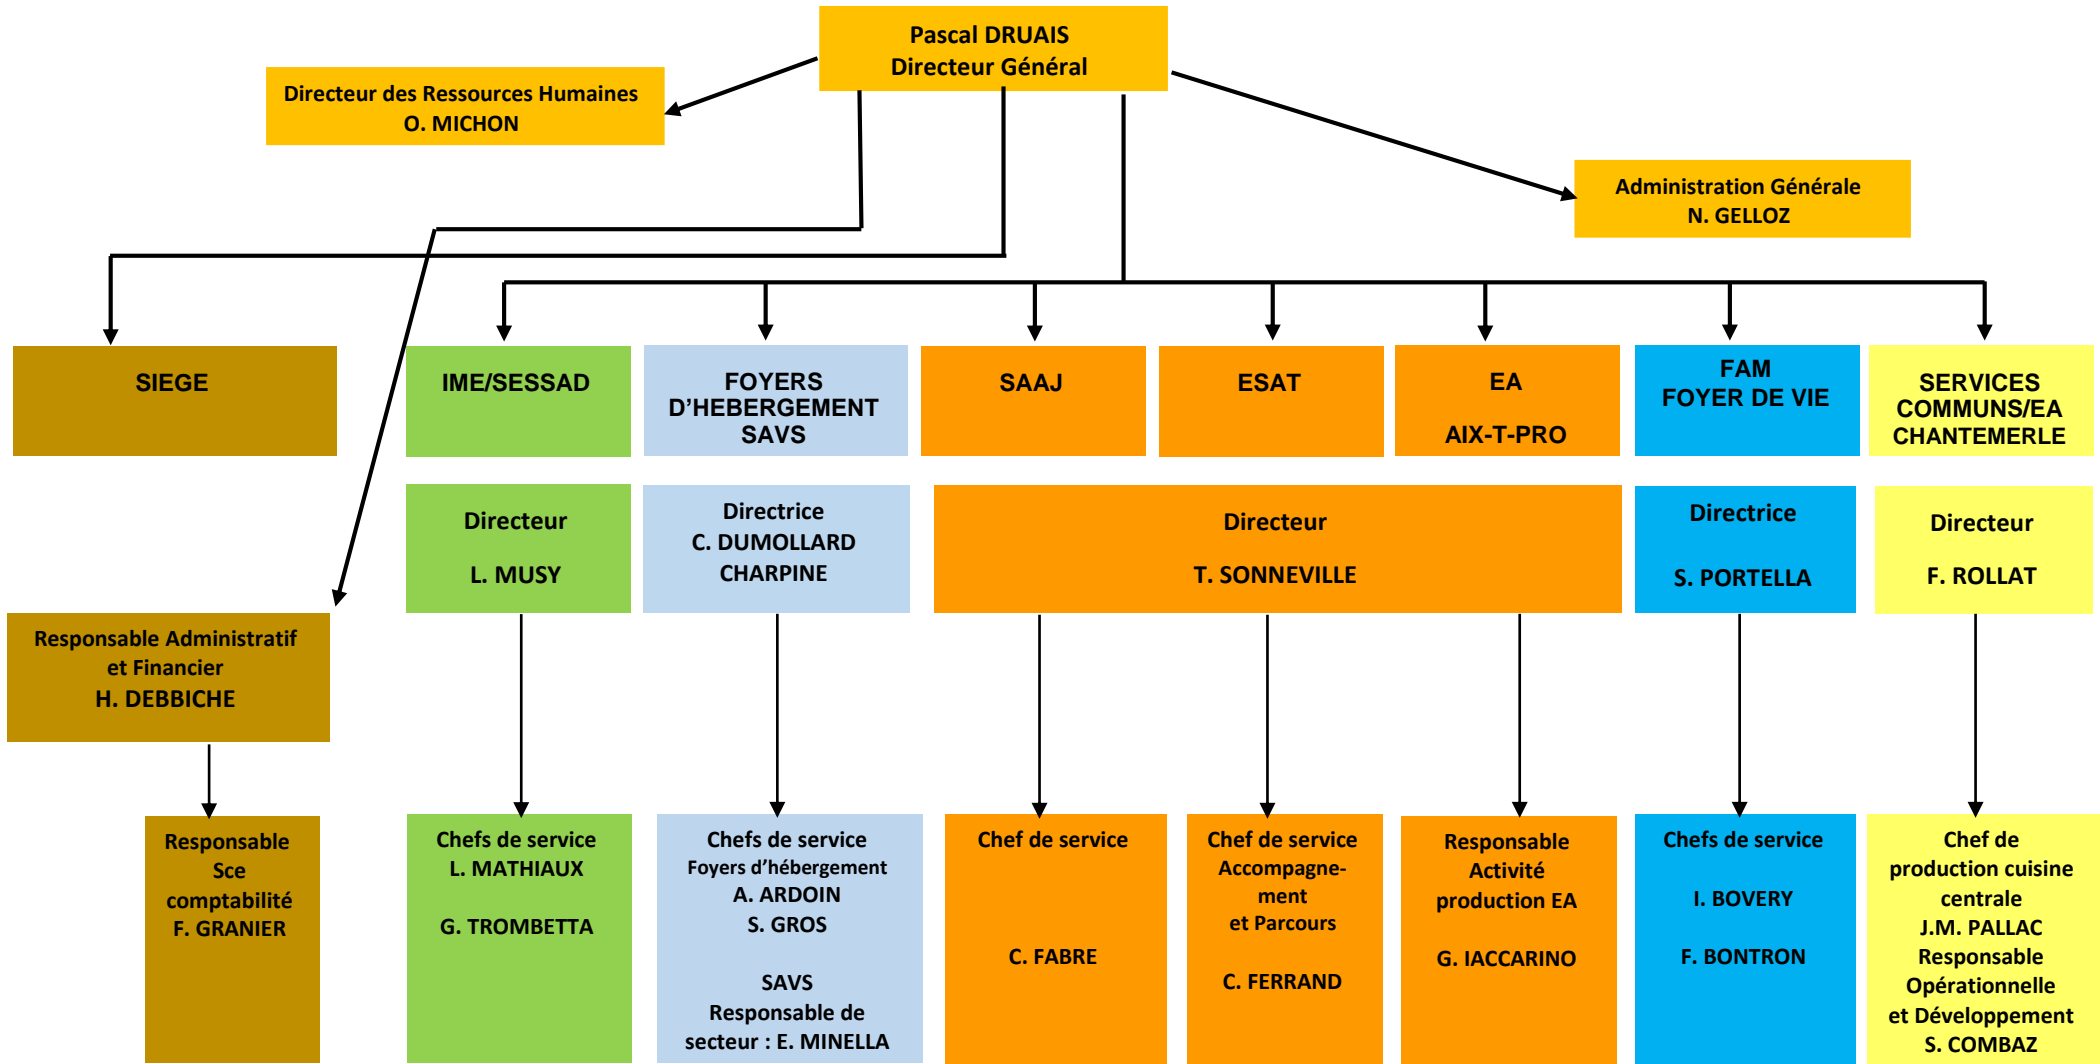 Pascal DRUAIS
Directeur Général
Directeur des Ressources Humaines
O. MICHON
Administration Générale
N. GELLOZ
SIEGE
IME/SESSAD
FOYERS
D’HEBERGEMENT
SAVS
SAAJ
ESAT
EA
AIX-T-PRO
FAM
FOYER DE VIE
SERVICES
COMMUNS/EA
CHANTEMERLE
Directeur
L. MUSY
Directrice
C. DUMOLLARD
CHARPINE
Directeur
T. SONNEVILLE
Directrice
S. PORTELLA
Directeur
F. ROLLAT
Responsable Administratif
et Financier
H. DEBBICHE
Responsable
Sce
comptabilité
F. GRANIER
Chefs de service
L. MATHIAUX
G. TROMBETTA
Chefs de service
Foyers d’hébergement
A. ARDOIN
S. GROS
SAVS
Responsable de
secteur : E. MINELLA
Chef de service
C. FABRE
Chef de service
Accompagne-
ment
et Parcours
C. FERRAND
Responsable
Activité
production EA
G. IACCARINO
Chefs de service
I. BOVERY
F. BONTRON
Chef de
production cuisine
centrale
J.M. PALLAC
Responsable
Opérationnelle
et Développement
S. COMBAZ